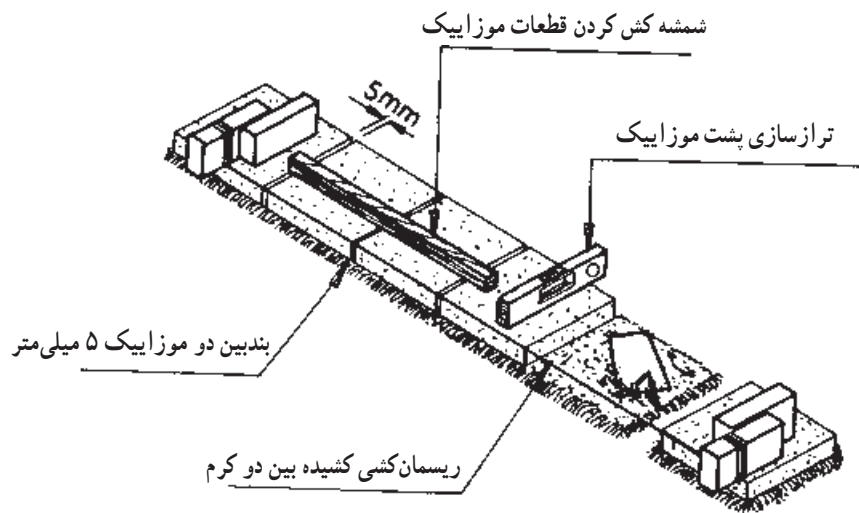 شمشه کش کردن قطعات موزاییک
5mm
ترازسازی پشت موزاییک
بندبین دو موزاییک ۵ میلی‌متر
ریسمان‌کشی کشیده بین دو کرم